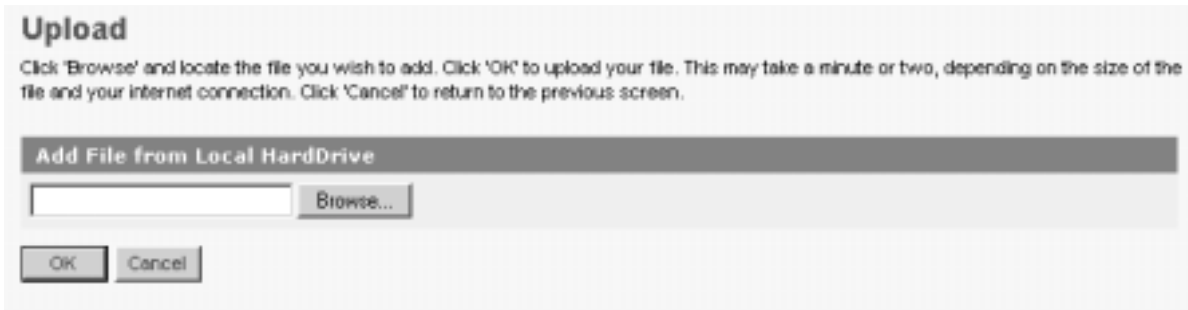 Upload
Click 'Browse' and locate the file you wish to add. Click 'OK' to upload your file. This may take a minute or two, depending on the size of the
file and your internet connection. Click 'Cancel' to return to the previous screen.
Add File from Local HardDrive
Browse...
OK Cancel